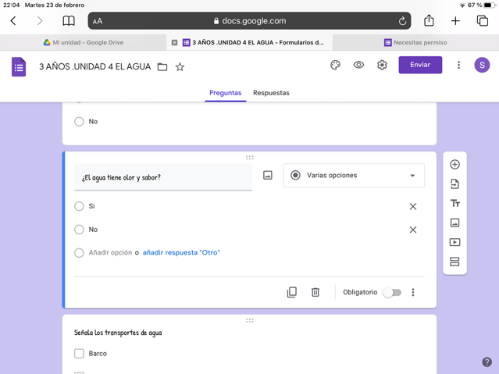 22:04 Martes 23 de febrero
67 %
AA docs.google.com
Mi unidad - Google Drive
3 AÑOS .UNIDAD 4 EL AGUA - Formularios d...
Necesitas permiso
3 AÑOS .UNIDAD 4 EL AGUA
Enviar
S
Preguntas Respuestas
No
¿El agua tiene olor y sabor?
Varias opciones
Si
No
Añadir opción o añadir respuesta "Otro"
Obligatorio
Señala los transportes de agua
Barco